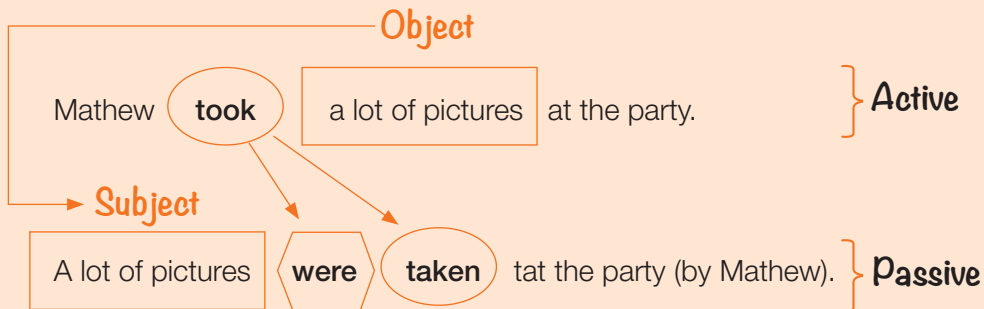 Object
Mathew took a lot of pictures at the party. Active
Subject
A lot of pictures were taken tat the party (by Mathew). Passive